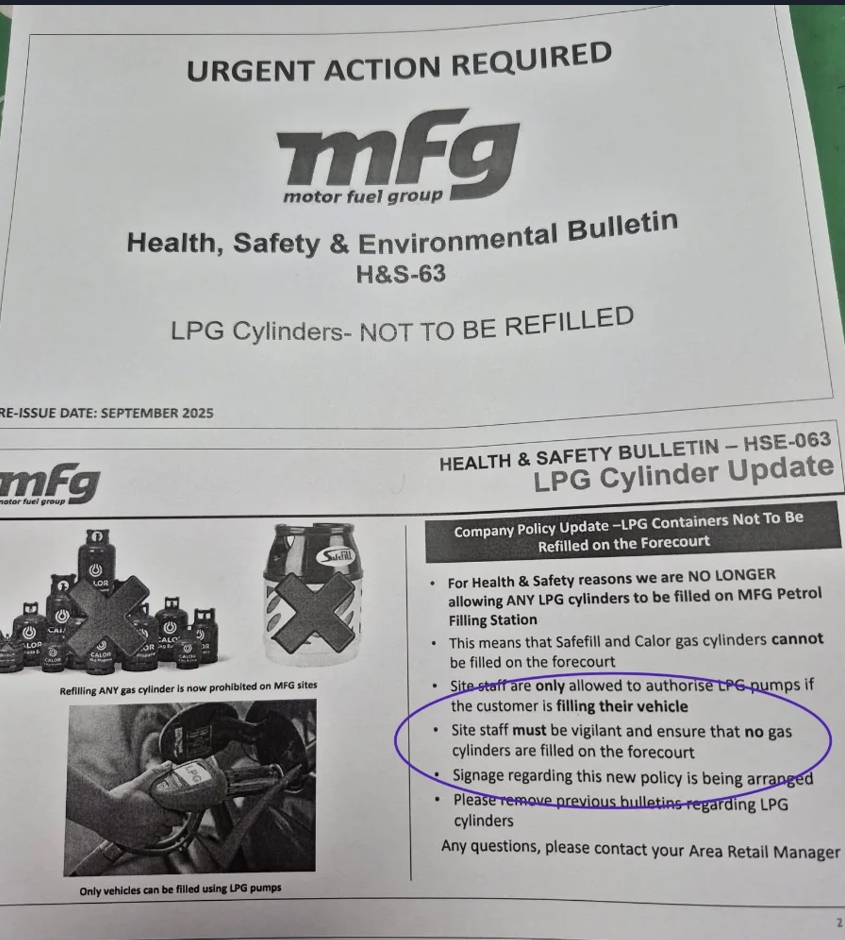 URGENT ACTION REQUIRED
mfg
motor fuel group
Health, Safety & Environmental Bulletin
H&S-63
LPG Cylinders- NOT TO BE REFILLED
RE-ISSUE DATE: SEPTEMBER 2025
mfg
motor fuel group
HEALTH & SAFETY BULLETIN – HSE-063
LPG Cylinder Update
Safefill
Refilling ANY gas cylinder is now prohibited on MFG sites
LPG
Only vehicles can be filled using LPG pumps
Company Policy Update –LPG Containers Not To Be
Refilled on the Forecourt
• For Health & Safety reasons we are NO LONGER
allowing ANY LPG cylinders to be filled on MFG Petrol
Filling Station
• This means that Safefill and Calor gas cylinders cannot
be filled on the forecourt
• Site staff are only allowed to authorise LPG pumps if
the customer is filling their vehicle
• Site staff must be vigilant and ensure that no gas
cylinders are filled on the forecourt
• Signage regarding this new policy is being arranged
• Please remove previous bulletins regarding LPG
cylinders
Any questions, please contact your Area Retail Manager
2